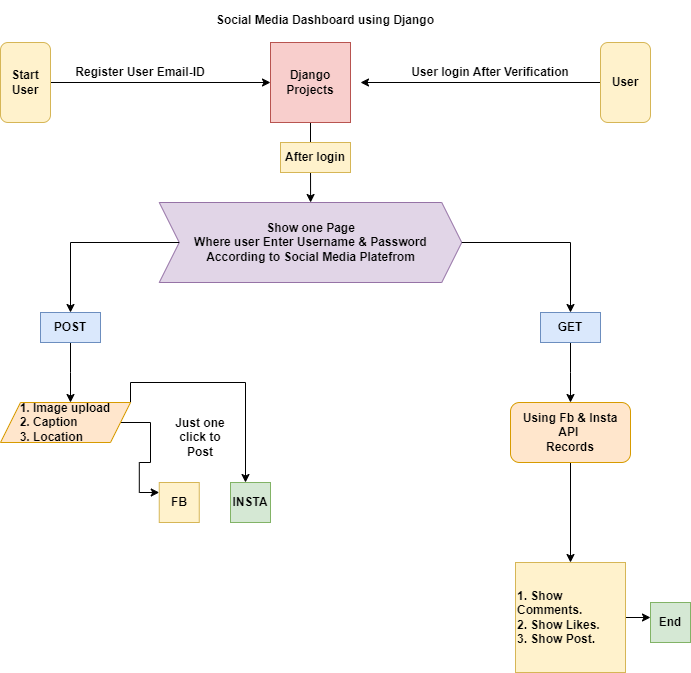 Social Media Dashboard using Django
Start
User
Register User Email-ID
Django
Projects
User login After Verification
User
After login
Show one Page
Where user Enter Username & Password
According to Social Media Platefrom
POST
GET
1. Image upload
2. Caption
3. Location
Just one
click to
Post
Using Fb & Insta
API
Records
FB
INSTA
1. Show
Comments.
2. Show Likes.
3. Show Post.
End